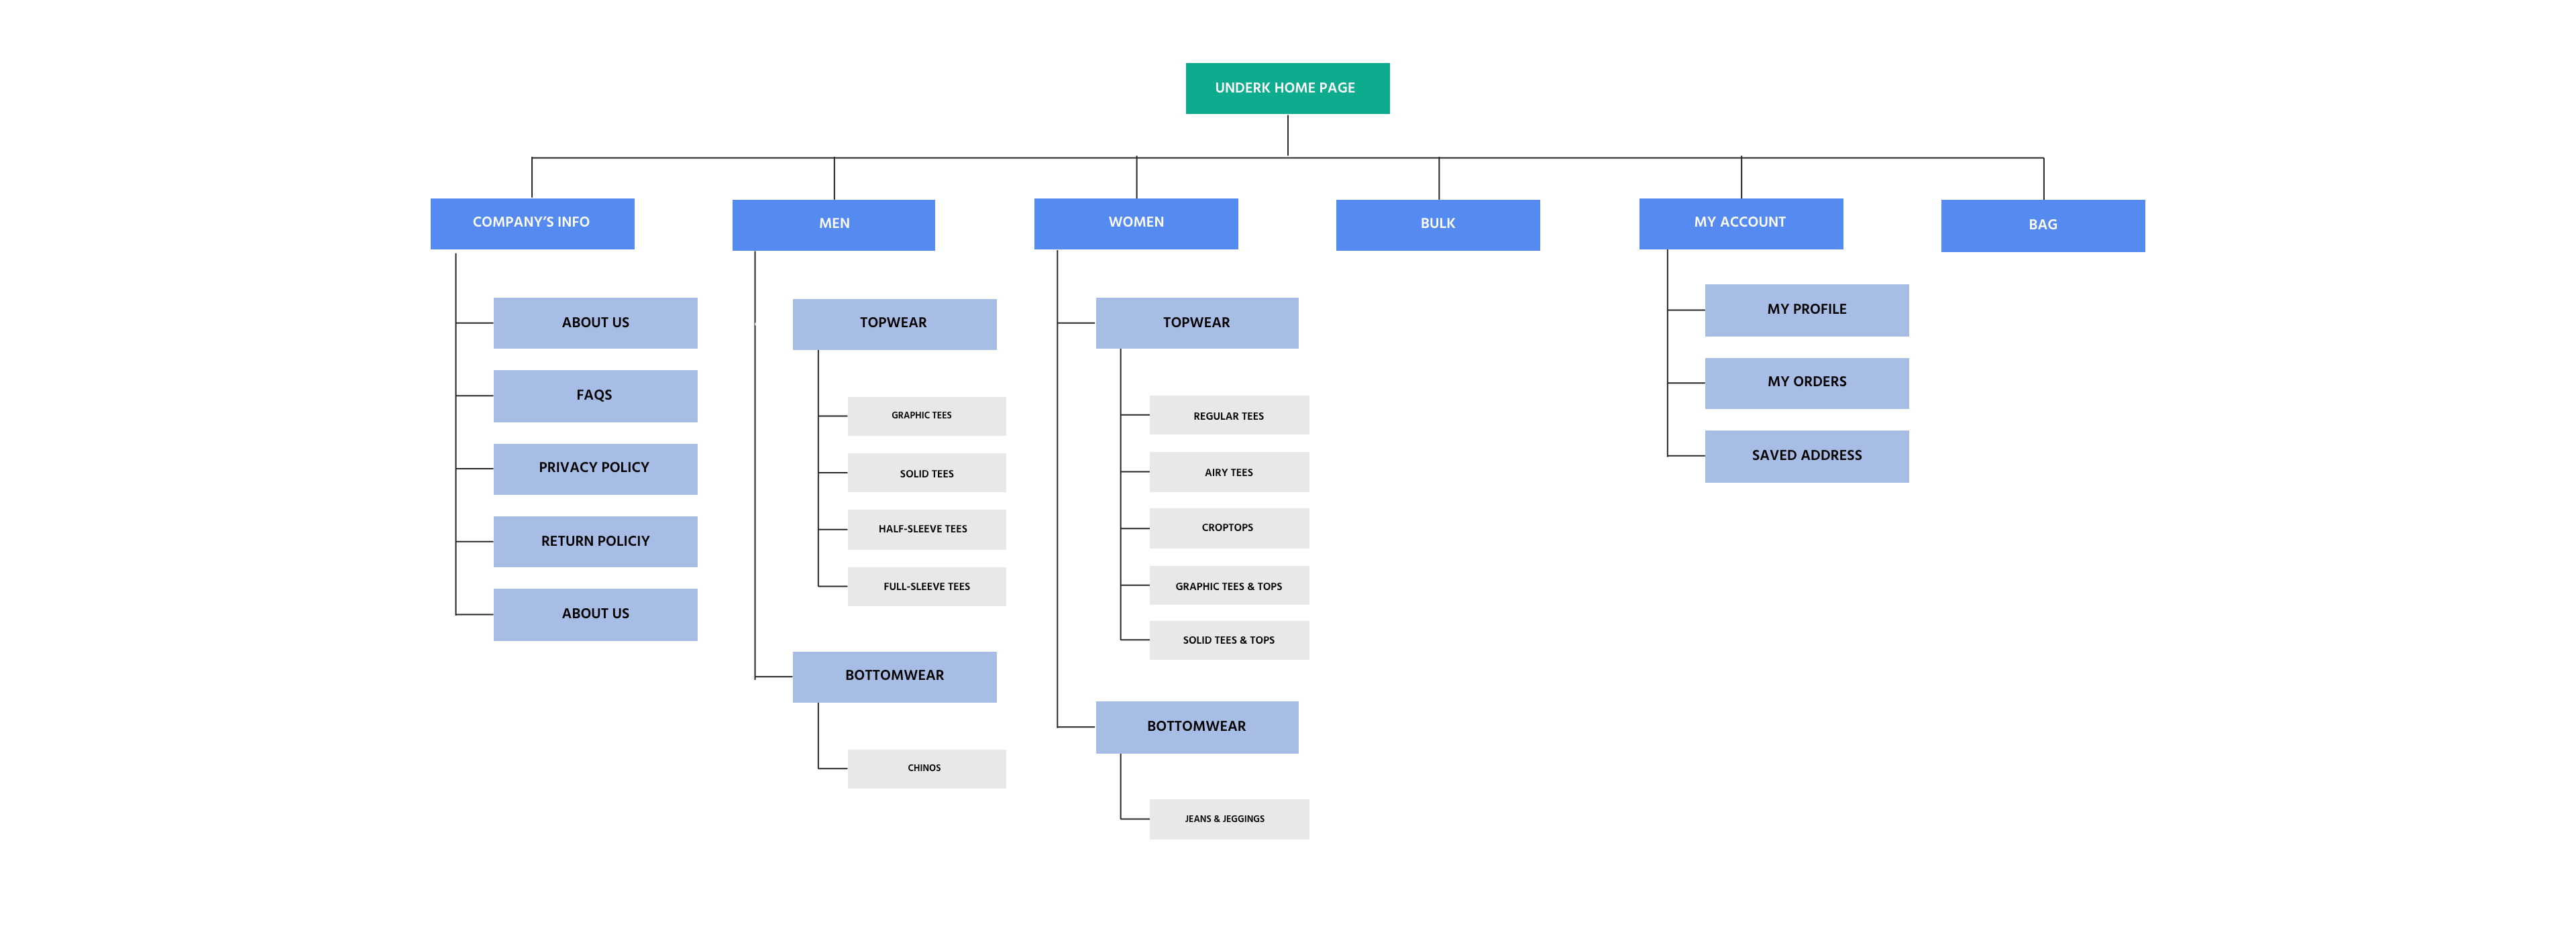 UNDERK HOME PAGE
COMPANY’S INFO
MEN
WOMEN
BULK
MY ACCOUNT
BAG
ABOUT US
FAQS
PRIVACY POLICY
RETURN POLICIY
ABOUT US
TOPWEAR
GRAPHIC TEES
SOLID TEES
HALF-SLEEVE TEES
FULL-SLEEVE TEES
BOTTOMWEAR
CHINOS
TOPWEAR
REGULAR TEES
AIRY TEES
CROPTOPS
GRAPHIC TEES & TOPS
SOLID TEES & TOPS
BOTTOMWEAR
JEANS & JEGGINGS
MY PROFILE
MY ORDERS
SAVED ADDRESS